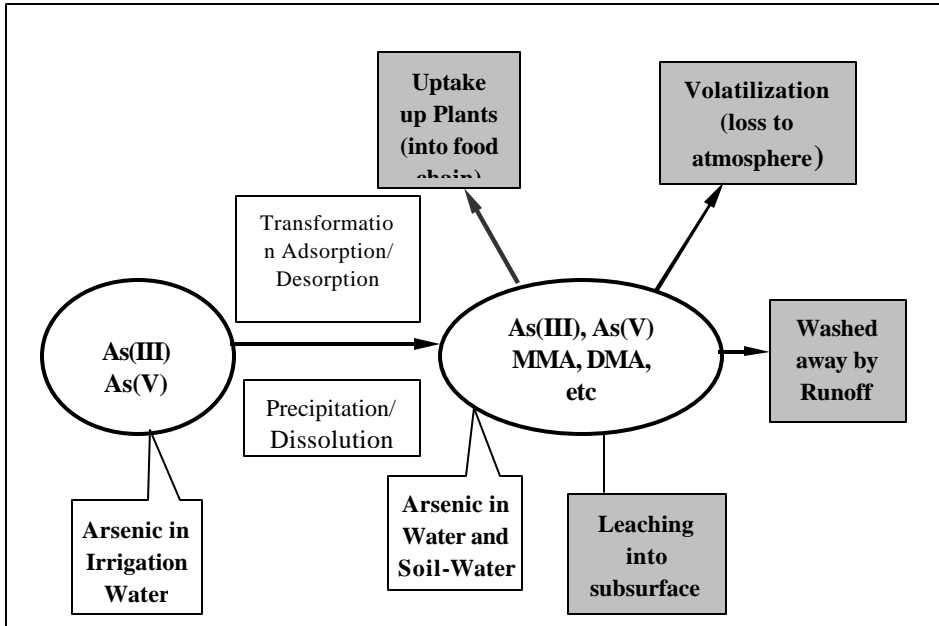 Uptake
up Plants
(into food
chain)
Volatilization
(loss to
atmosphere)
Transformatio
n Adsorption/
Desorption
As(III)
As(V)
As(III), As(V)
MMA, DMA,
etc
Washed
away by
Runoff
Precipitation/
Dissolution
Arsenic in
Irrigation
Water
Arsenic in
Water and
Soil-Water
Leaching
into
subsurface